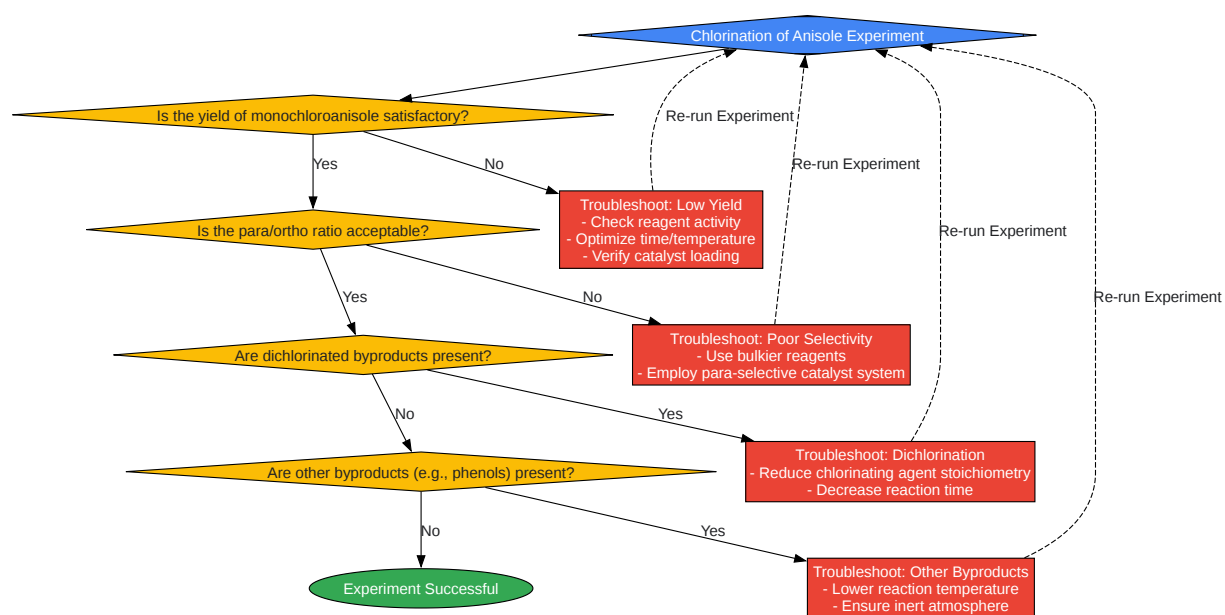 Chlorination of Anisole Experiment
Is the yield of monochloroanisole satisfactory?
Re-run Experiment
Yes
No
Re-run Experiment
Troubleshoot: Low Yield
- Check reagent activity
- Optimize time/temperature
- Verify catalyst loading
Is the para/ortho ratio acceptable?
Re-run Experiment
Yes
No
Re-run Experiment
Troubleshoot: Poor Selectivity
- Use bulkier reagents
- Employ para-selective catalyst system
Are dichlorinated byproducts present?
No
Yes
Troubleshoot: Dichlorination
- Reduce chlorinating agent stoichiometry
- Decrease reaction time
Are other byproducts (e.g., phenols) present?
No
Yes
Troubleshoot: Other Byproducts
- Lower reaction temperature
- Ensure inert atmosphere
Experiment Successful